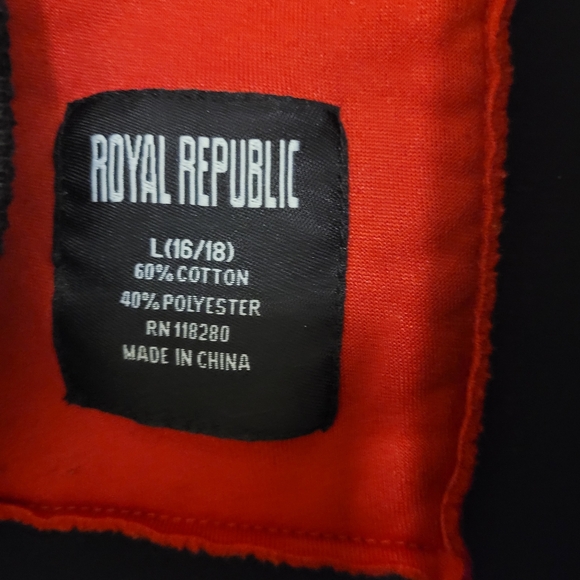 ROYAL REPUBLIC
L(16/18)
60% COTTON
40% POLYESTER
RN 118280
MADE IN CHINA